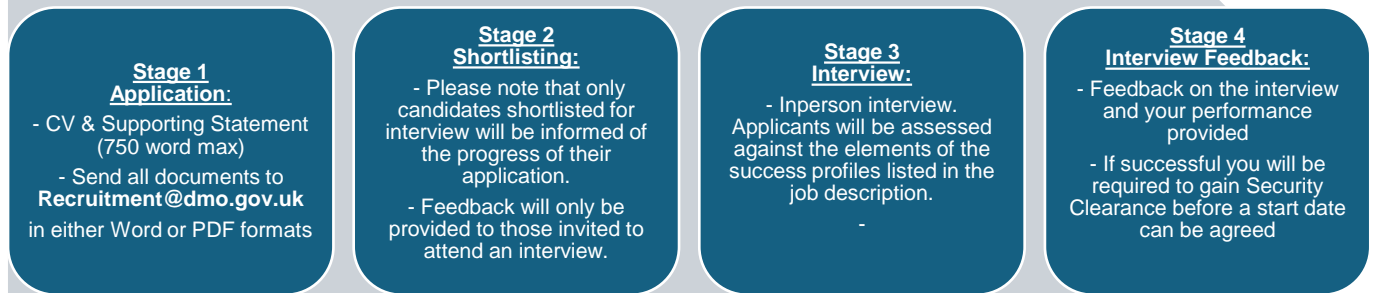 Stage 1
Application:
- CV & Supporting Statement
(750 word max)
- Send all documents to
Recruitment@dmo.gov.uk
in either Word or PDF formats
Stage 2
Shortlisting:
- Please note that only
candidates shortlisted for
interview will be informed of
the progress of their
application.
- Feedback will only be
provided to those invited to
attend an interview.
Stage 3
Interview:
- Inperson interview.
Applicants will be assessed
against the elements of the
success profiles listed in the
job description.
-
Stage 4
Interview Feedback:
- Feedback on the interview
and your performance
provided
- If successful you will be
required to gain Security
Clearance before a start date
can be agreed